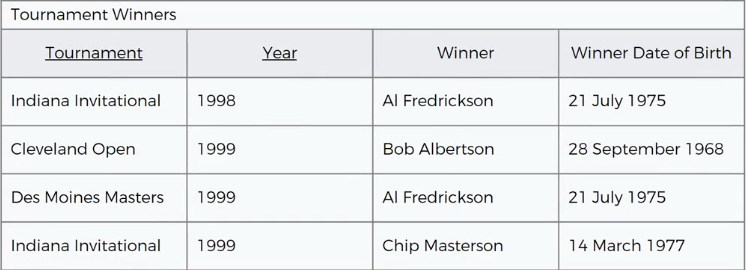 Tournament Winners
Tournament Year Winner Winner Date of Birth
Indiana Invitational 1998 Al Fredrickson 21 July 1975
Cleveland Open 1999 Bob Albertson 28 September 1968
Des Moines Masters 1999 Al Fredrickson 21 July 1975
Indiana Invitational 1999 Chip Masterson 14 March 1977